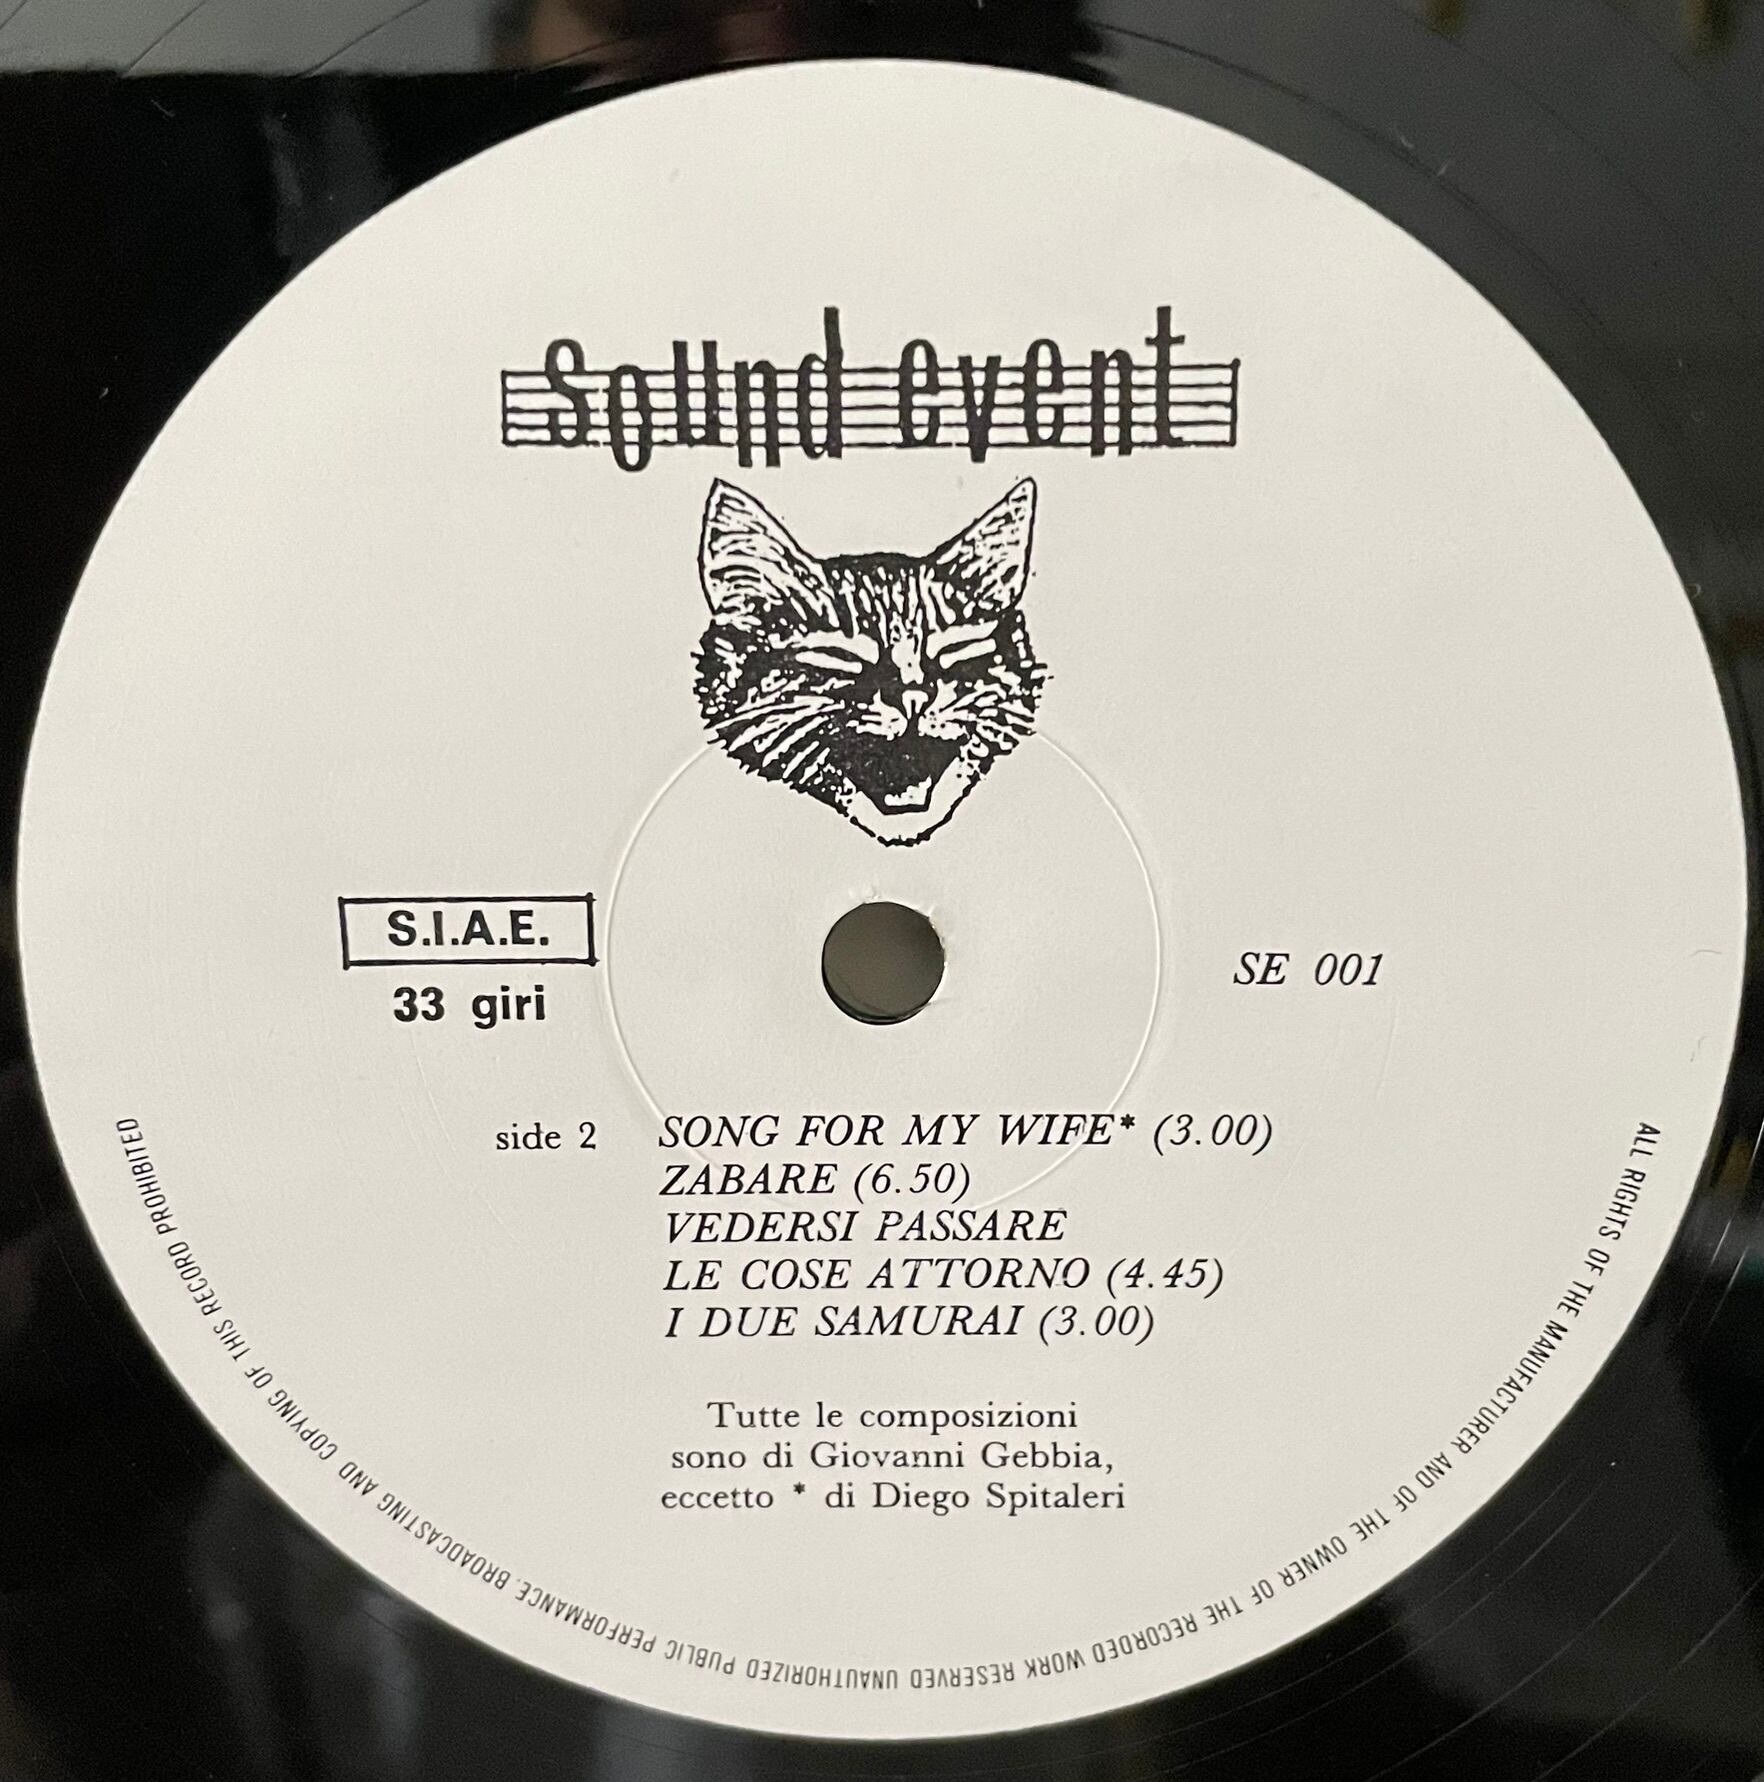 sound event
S.I.A.E.
33 giri
SE 001
side 2
SONG FOR MY WIFE* (3.00)
ZABARE (6.50)
VEDERSI PASSARE
LE COSE ATTORNO (4.45)
I DUE SAMURAI (3.00)
Tutte le composizioni
sono di Giovanni Gebbia,
eccetto * di Diego Spitaleri
ALL RIGHTS OF THE MANUFACTURER AND OF THE OWNER OF THE RECORDED WORK RESERVED UNAUTHORIZED PUBLIC PERFORMANCE. BROADCASTING AND COPYING OF THIS RECORD PROHIBITED